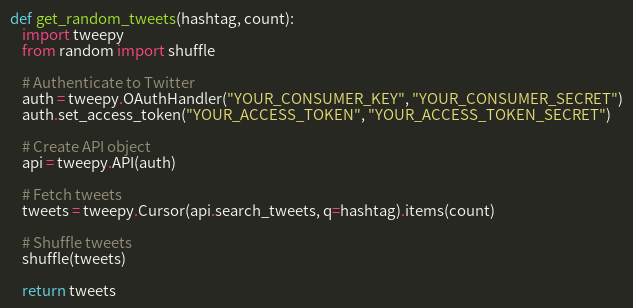 def get_random_tweets(hashtag, count):
    import tweepy
    from random import shuffle

    # Authenticate to Twitter
    auth = tweepy.OAuthHandler("YOUR_CONSUMER_KEY", "YOUR_CONSUMER_SECRET")
    auth.set_access_token("YOUR_ACCESS_TOKEN", "YOUR_ACCESS_TOKEN_SECRET")

    # Create API object
    api = tweepy.API(auth)

    # Fetch tweets
    tweets = tweepy.Cursor(api.search_tweets, q=hashtag).items(count)

    # Shuffle tweets
    shuffle(tweets)

    return tweets